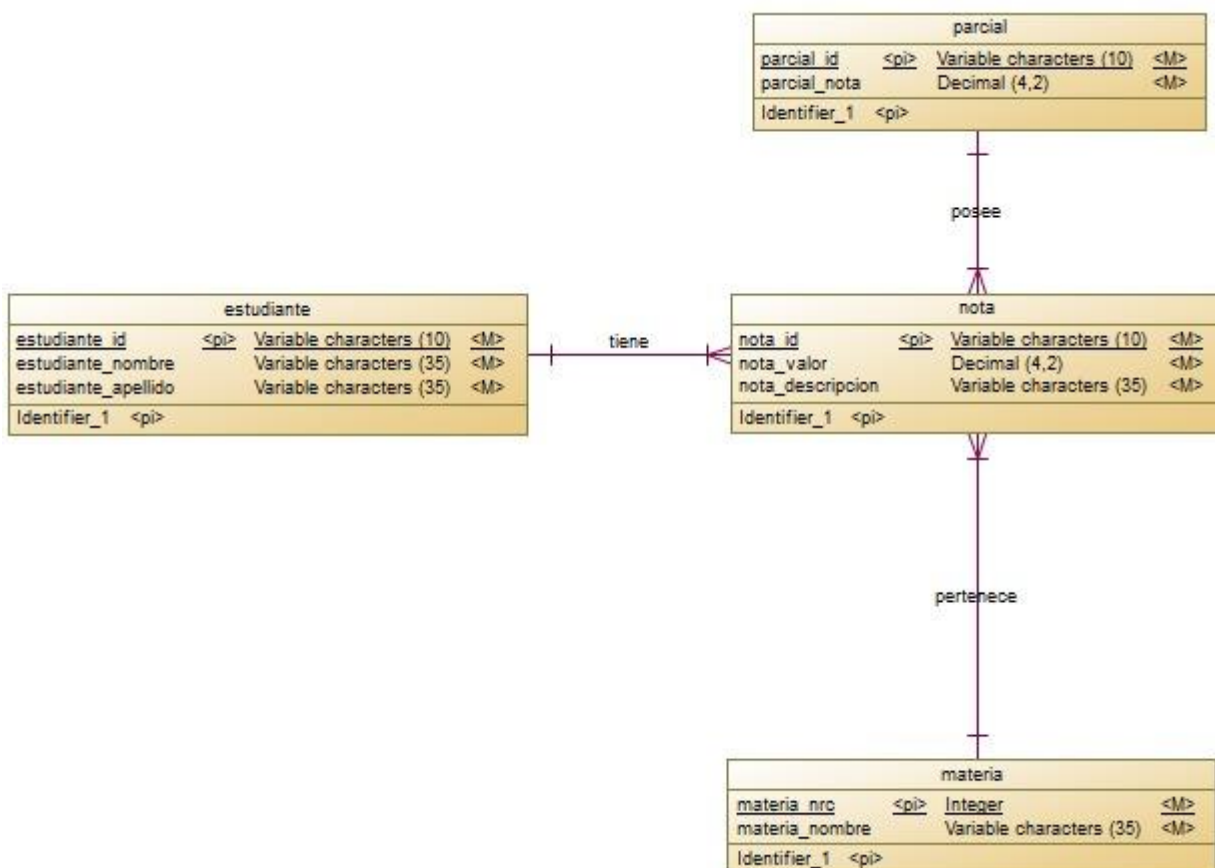 parcial
parcial_id <pi> Variable characters (10) <M>
parcial_nota Decimal (4,2) <M>
Identifier_1 <pi>
posee
estudiante
estudiante_id <pi> Variable characters (10) <M>
estudiante_nombre Variable characters (35) <M>
estudiante_apellido Variable characters (35) <M>
Identifier_1 <pi>
tiene
nota
nota_id <pi> Variable characters (10) <M>
nota_valor Decimal (4,2) <M>
nota_descripcion Variable characters (35) <M>
Identifier_1 <pi>
pertenece
materia
materia_nrc <pi> Integer <M>
materia_nombre Variable characters (35) <M>
Identifier_1 <pi>